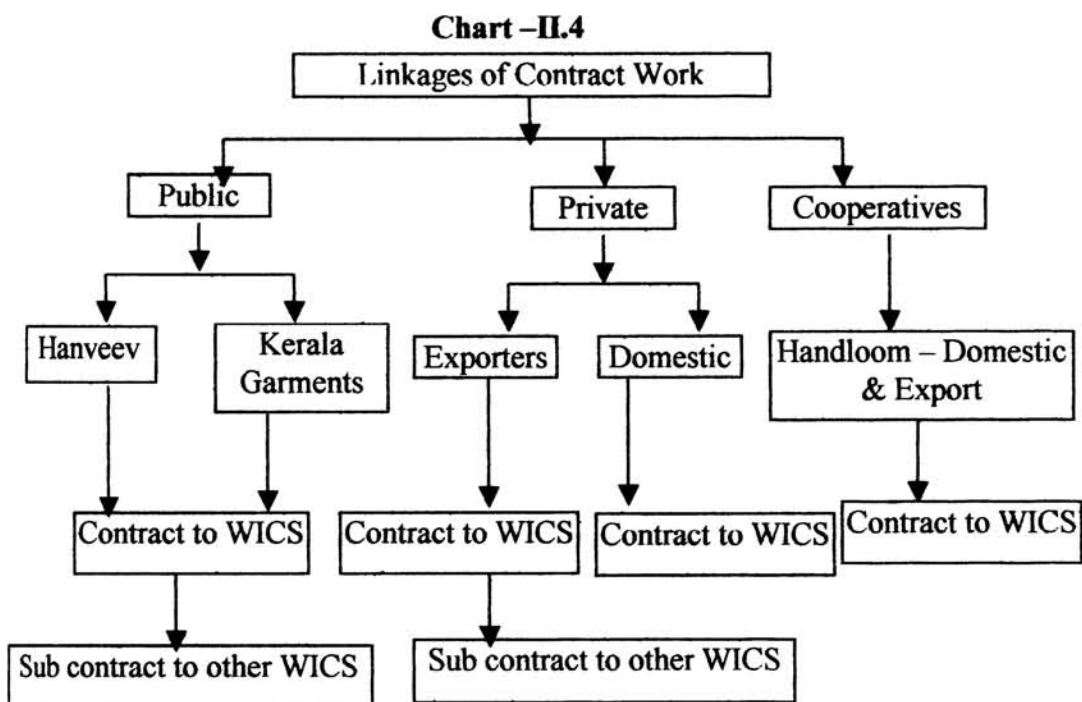 Chart –II.4
Linkages of Contract Work
Public
Private
Cooperatives
Hanveev
Kerala
Garments
Exporters
Domestic
Handloom – Domestic
& Export
Contract to WICS
Contract to WICS
Contract to WICS
Contract to WICS
Sub contract to other WICS
Sub contract to other WICS